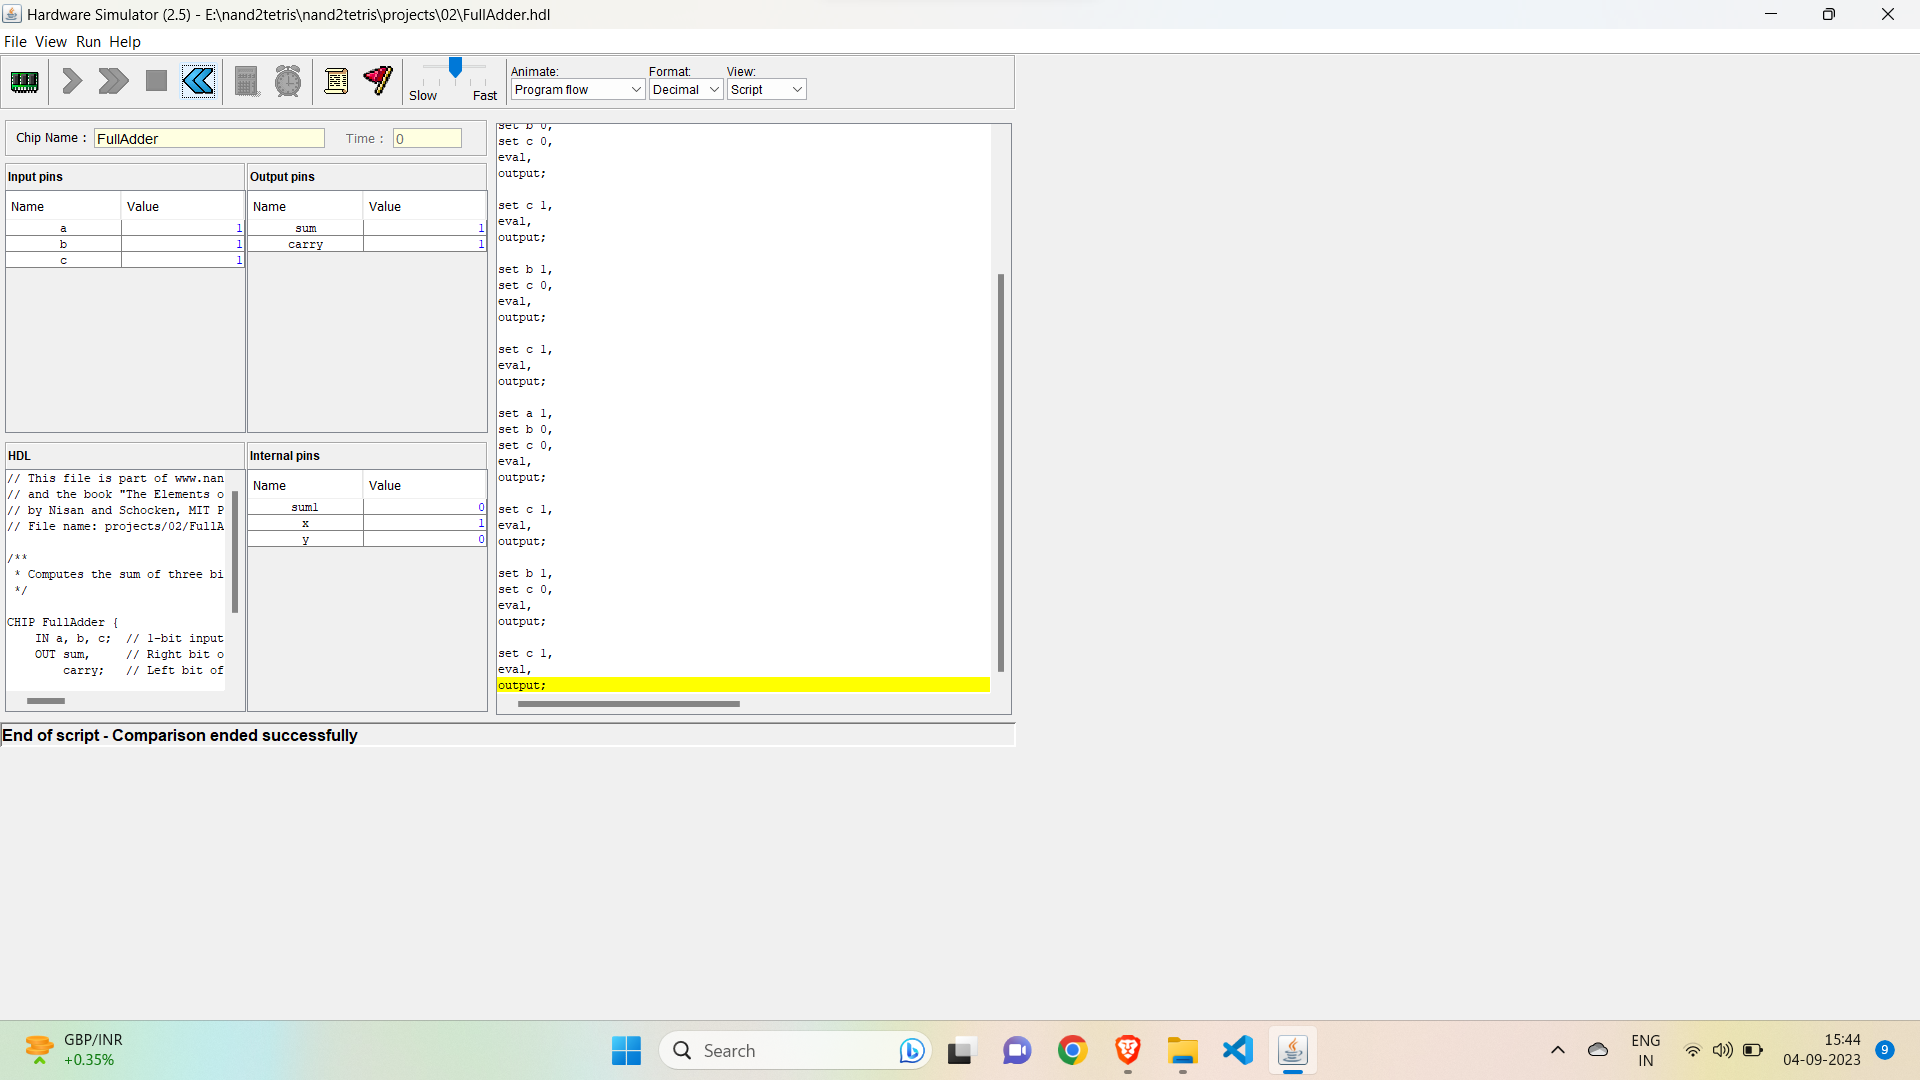 Hardware Simulator (2.5) - E:\nand2tetris\nand2tetris\projects\02\FullAdder.hdl
File View Run Help
Slow Fast
Animate: Format: View:
Program flow Decimal Script
Chip Name : FullAdder Time : 0
Input pins
Name Value
a 1
b 1
c 1
Output pins
Name Value
sum 1
carry 1
HDL
// This file is part of www.nan
// and the book "The Elements o
// by Nisan and Schocken, MIT P
// File name: projects/02/FullA
/**
* Computes the sum of three bi
*/
CHIP FullAdder {
IN a, b, c; // 1-bit input
OUT sum, // Right bit o
carry; // Left bit of
Internal pins
Name Value
sum1 0
x 1
y 0
set b 0,
set c 0,
eval,
output;
set c 1,
eval,
output;
set b 1,
set c 0,
eval,
output;
set c 1,
eval,
output;
set a 1,
set b 0,
set c 0,
eval,
output;
set c 1,
eval,
output;
set b 1,
set c 0,
eval,
output;
set c 1,
eval,
output;
End of script - Comparison ended successfully
GBP/INR
+0.35%
Search
ENG
IN
15:44
04-09-2023
9